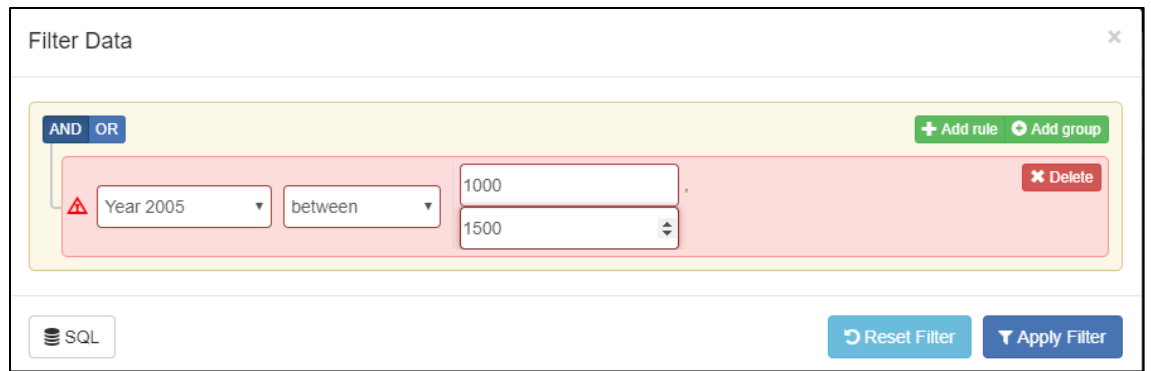 Filter Data ×
AND OR + Add rule Add group
1000 , ✖ Delete
Year 2005 between
1500
SQL Reset Filter Apply Filter